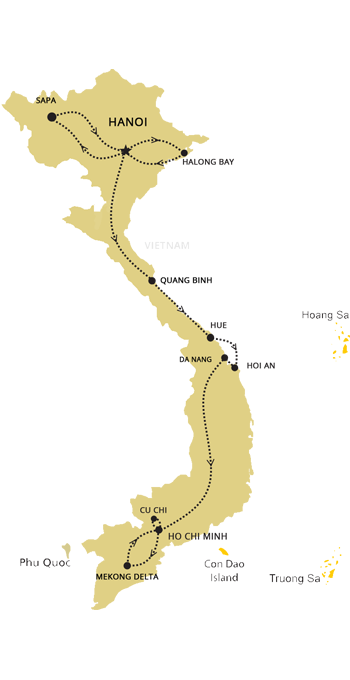 SAPA
HANOI
HALONG BAY
VIETNAM
QUANG BINH
Hoang Sa
HUE
DA NANG
HOI AN
CU CHI
HO CHI MINH
Phu Quoc
Con Dao
Island
MEKONG DELTA
Truong Sa